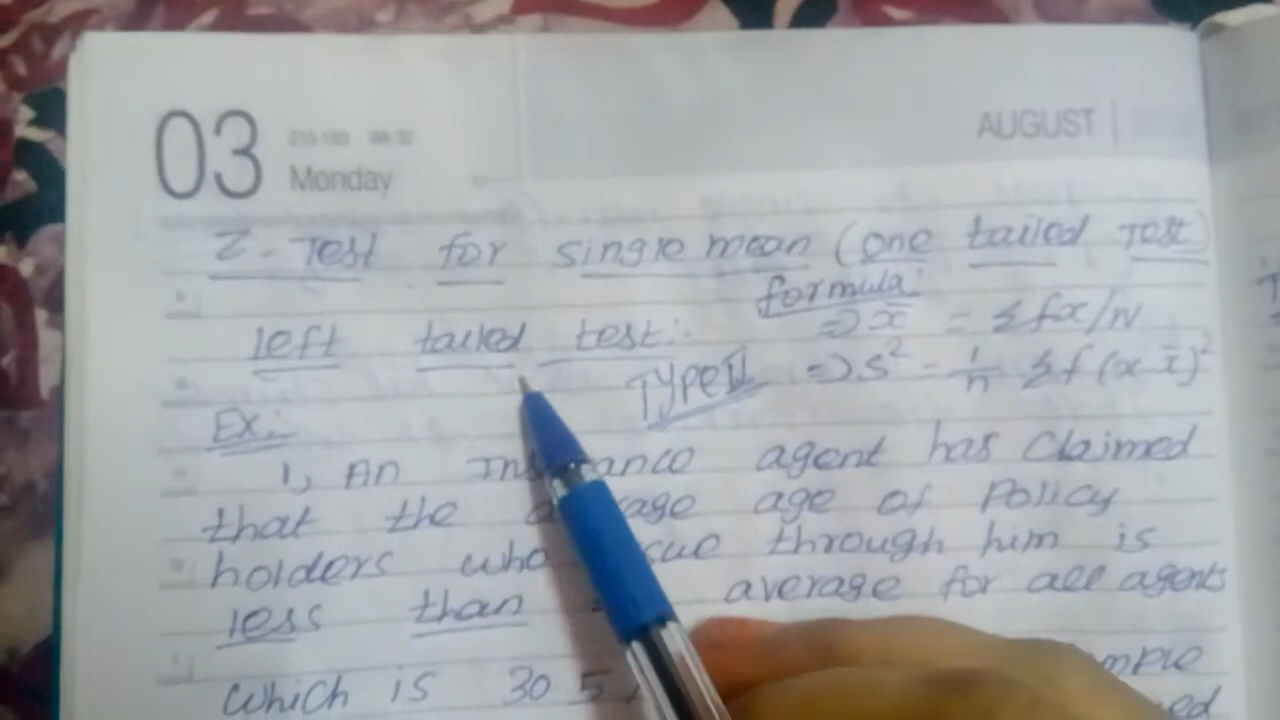 03
Monday
AUGUST
Z-Test for single mean (one tailed Test)
formula:
left tailed test:- => x̄ = Σfx/N
TYPE II => S² = 1/n Σf(x-x̄)²
Ex:
1, An agent has Claimed
that the age of Policy
holders who through him is
less than average for all agents
which is 30 5